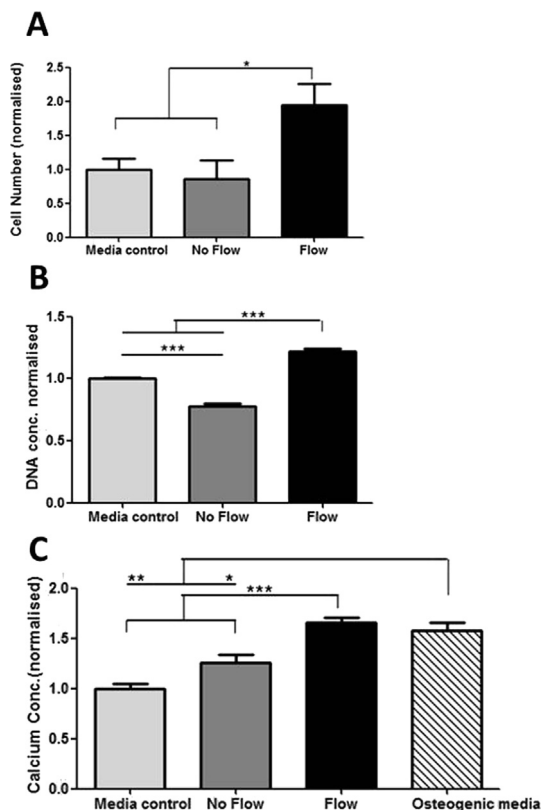 A
Cell Number (normalised)
2.5
2.0
1.5
1.0
0.5
0.0
*
Media control No Flow Flow
B
DNA conc. normalised
1.5
1.0
0.5
0.0
***
***
Media control No Flow Flow
C
Calcium Conc.(normalised)
2.0
1.5
1.0
0.5
0.0
** *
***
Media control No Flow Flow Osteogenic media